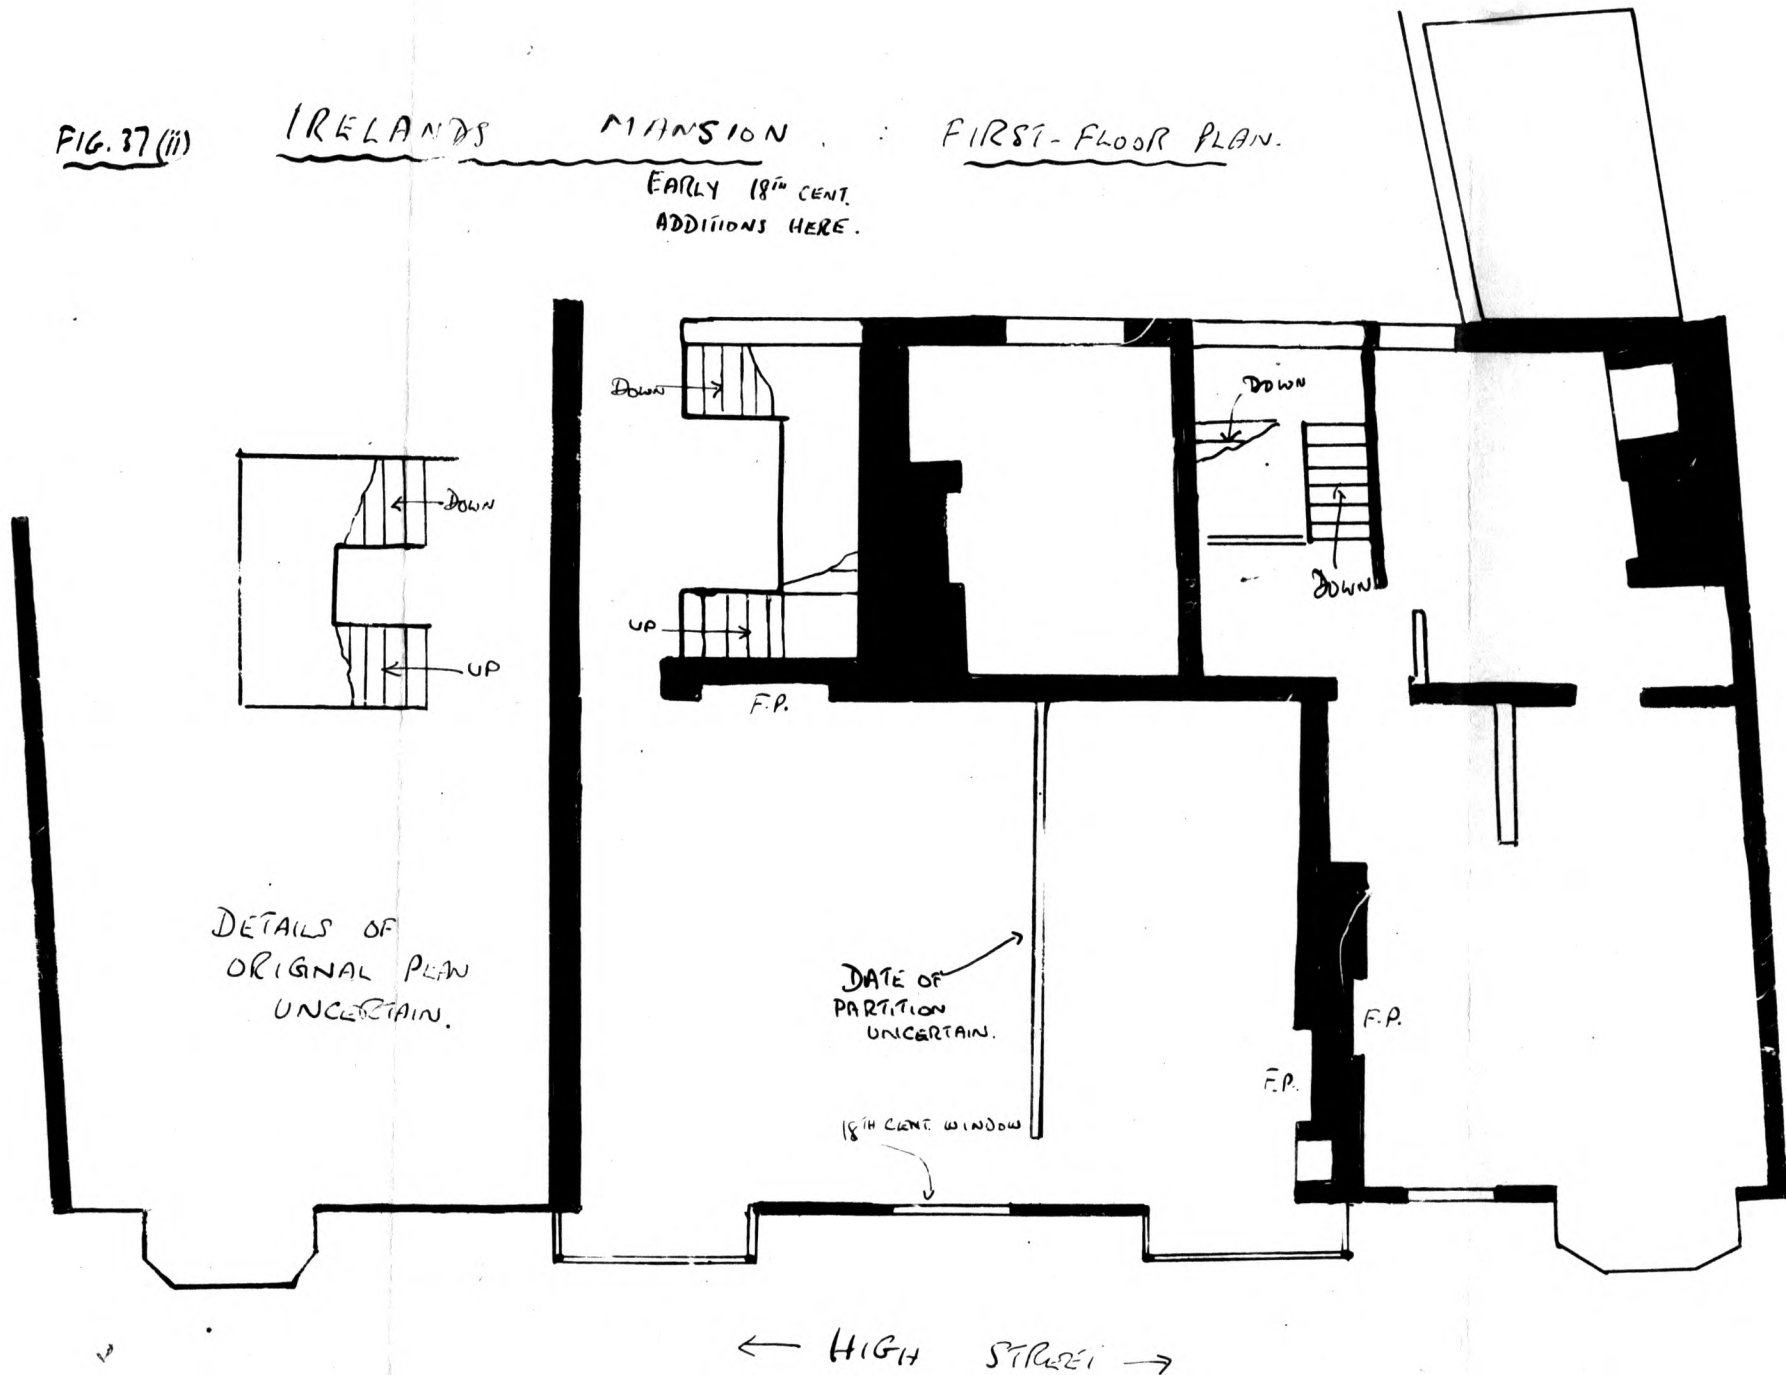 FIG. 37 (ii)
IRELANDS MANSION : FIRST-FLOOR PLAN.
EARLY 18TH CENT.
ADDITIONS HERE.
DOWN
DOWN
DOWN
UP
DOWN
UP
F.P.
DETAILS OF
ORIGNAL PLAN
UNCERTAIN.
DATE OF
PARTITION
UNCERTAIN.
F.P.
F.P.
18TH CENT. WINDOW
← HIGH STREET →